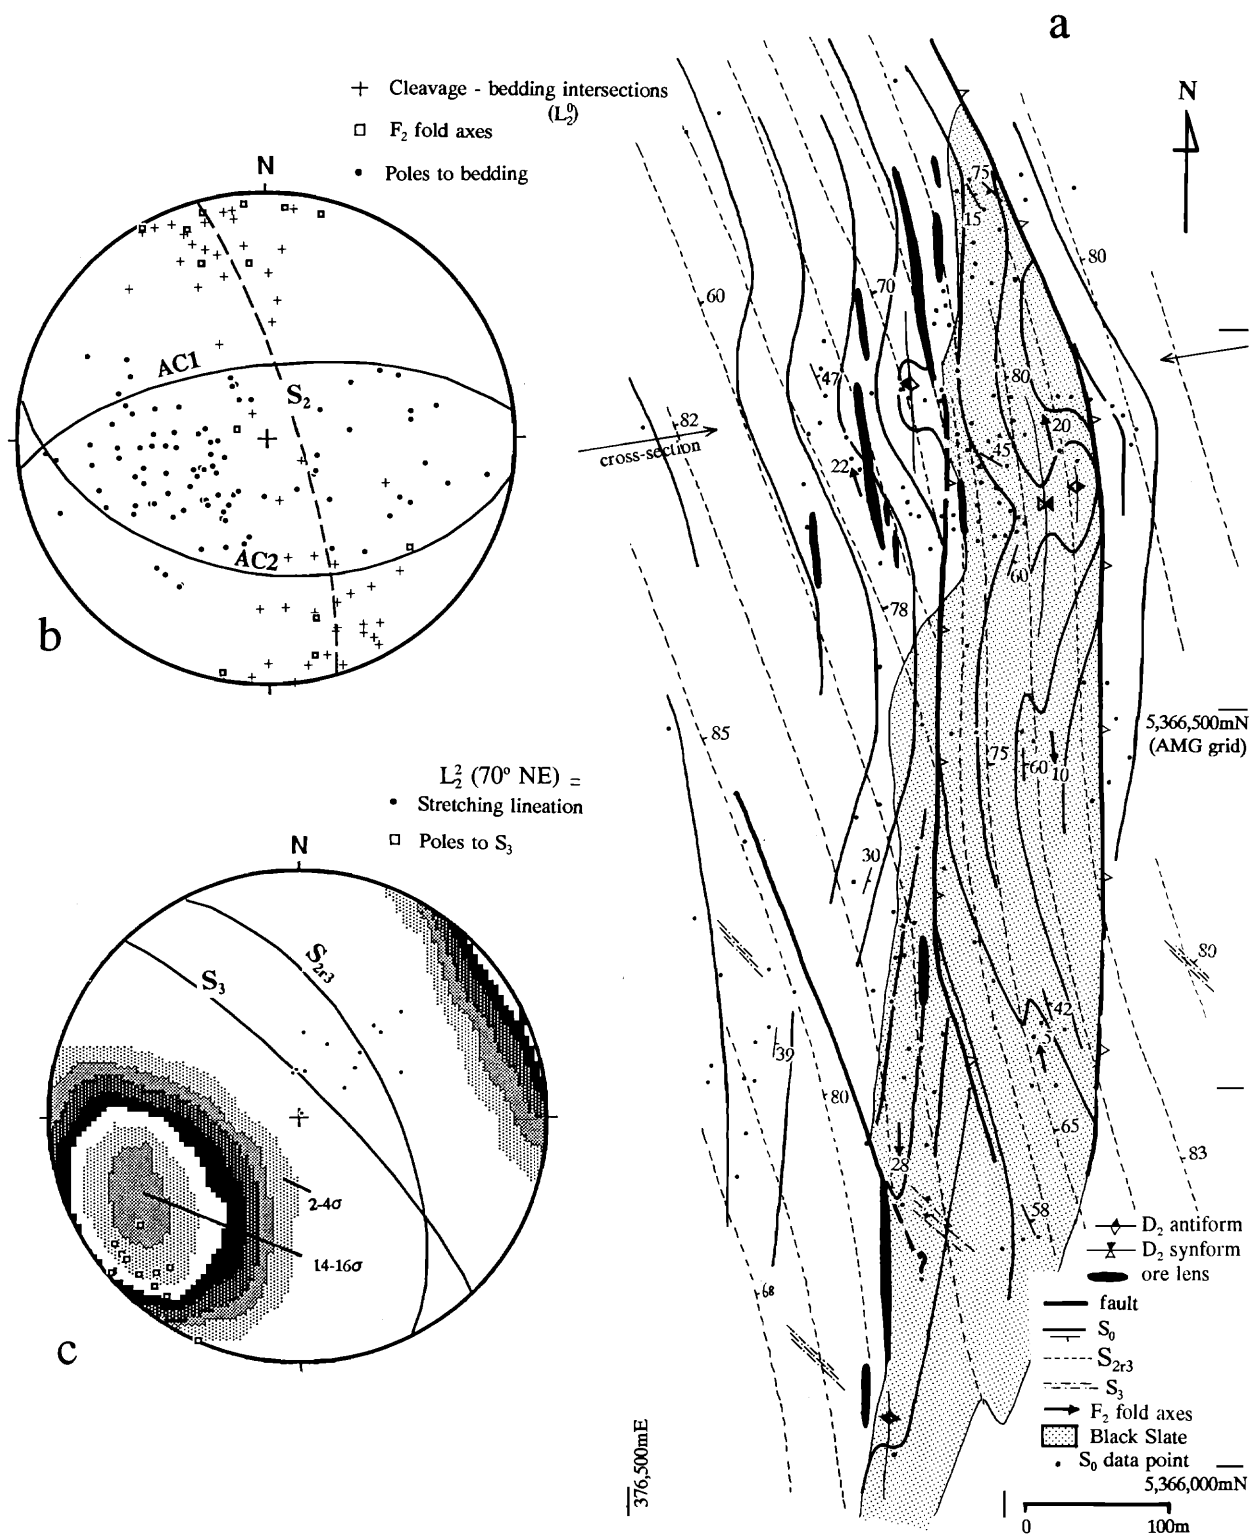 a
N
Cleavage - bedding intersections
(L₂⁰)
F₂ fold axes
Poles to bedding
N
AC1
S₂
AC2
b
L₂² (70° NE) =
Stretching lineation
Poles to S₃
N
S₂r₃
S₃
2-4σ
14-16σ
c
75
15
80
60
70
47
80
82
cross-section
20
45
22
60
78
85
75
60
10
5,366,500mN
(AMG grid)
30
80
42
39
80
65
83
28
58
?
68
D₂ antiform
D₂ synform
ore lens
fault
S₀
S₂r₃
S₃
F₂ fold axes
Black Slate
S₀ data point
5,366,000mN
376,500mE
0 100m